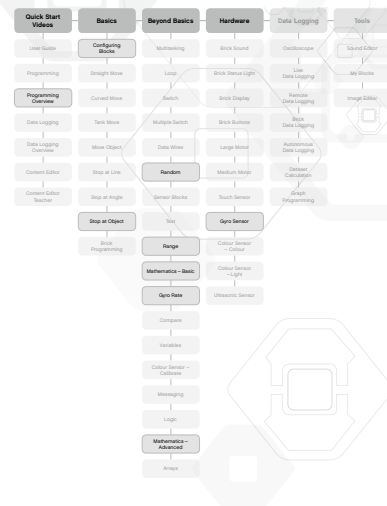 Quick Start
Videos
User Guide
Programming
Programming
Overview
Data Logging
Data Logging
Overview
Content Editor
Content Editor
Teacher
Basics
Configuring
Blocks
Straight Move
Curved Move
Tank Move
Move Object
Stop at Line
Stop at Angle
Stop at Object
Brick
Programming
Beyond Basics
Multitasking
Loop
Switch
Multiple Switch
Data Wires
Random
Sensor Blocks
Text
Range
Mathematics – Basic
Gyro Rate
Compare
Variables
Colour Sensor –
Calibrate
Messaging
Logic
Mathematics –
Advanced
Arrays
Hardware
Brick Sound
Brick Status Light
Brick Display
Brick Buttons
Large Motor
Medium Motor
Touch Sensor
Gyro Sensor
Colour Sensor
– Colour
Colour Sensor
– Light
Ultrasonic Sensor
Data Logging
Oscilloscope
Live
Data Logging
Remote
Data Logging
Brick
Data Logging
Autonomous
Data Logging
Dataset
Calculation
Graph
Programming
Tools
Sound Editor
My Blocks
Image Editor